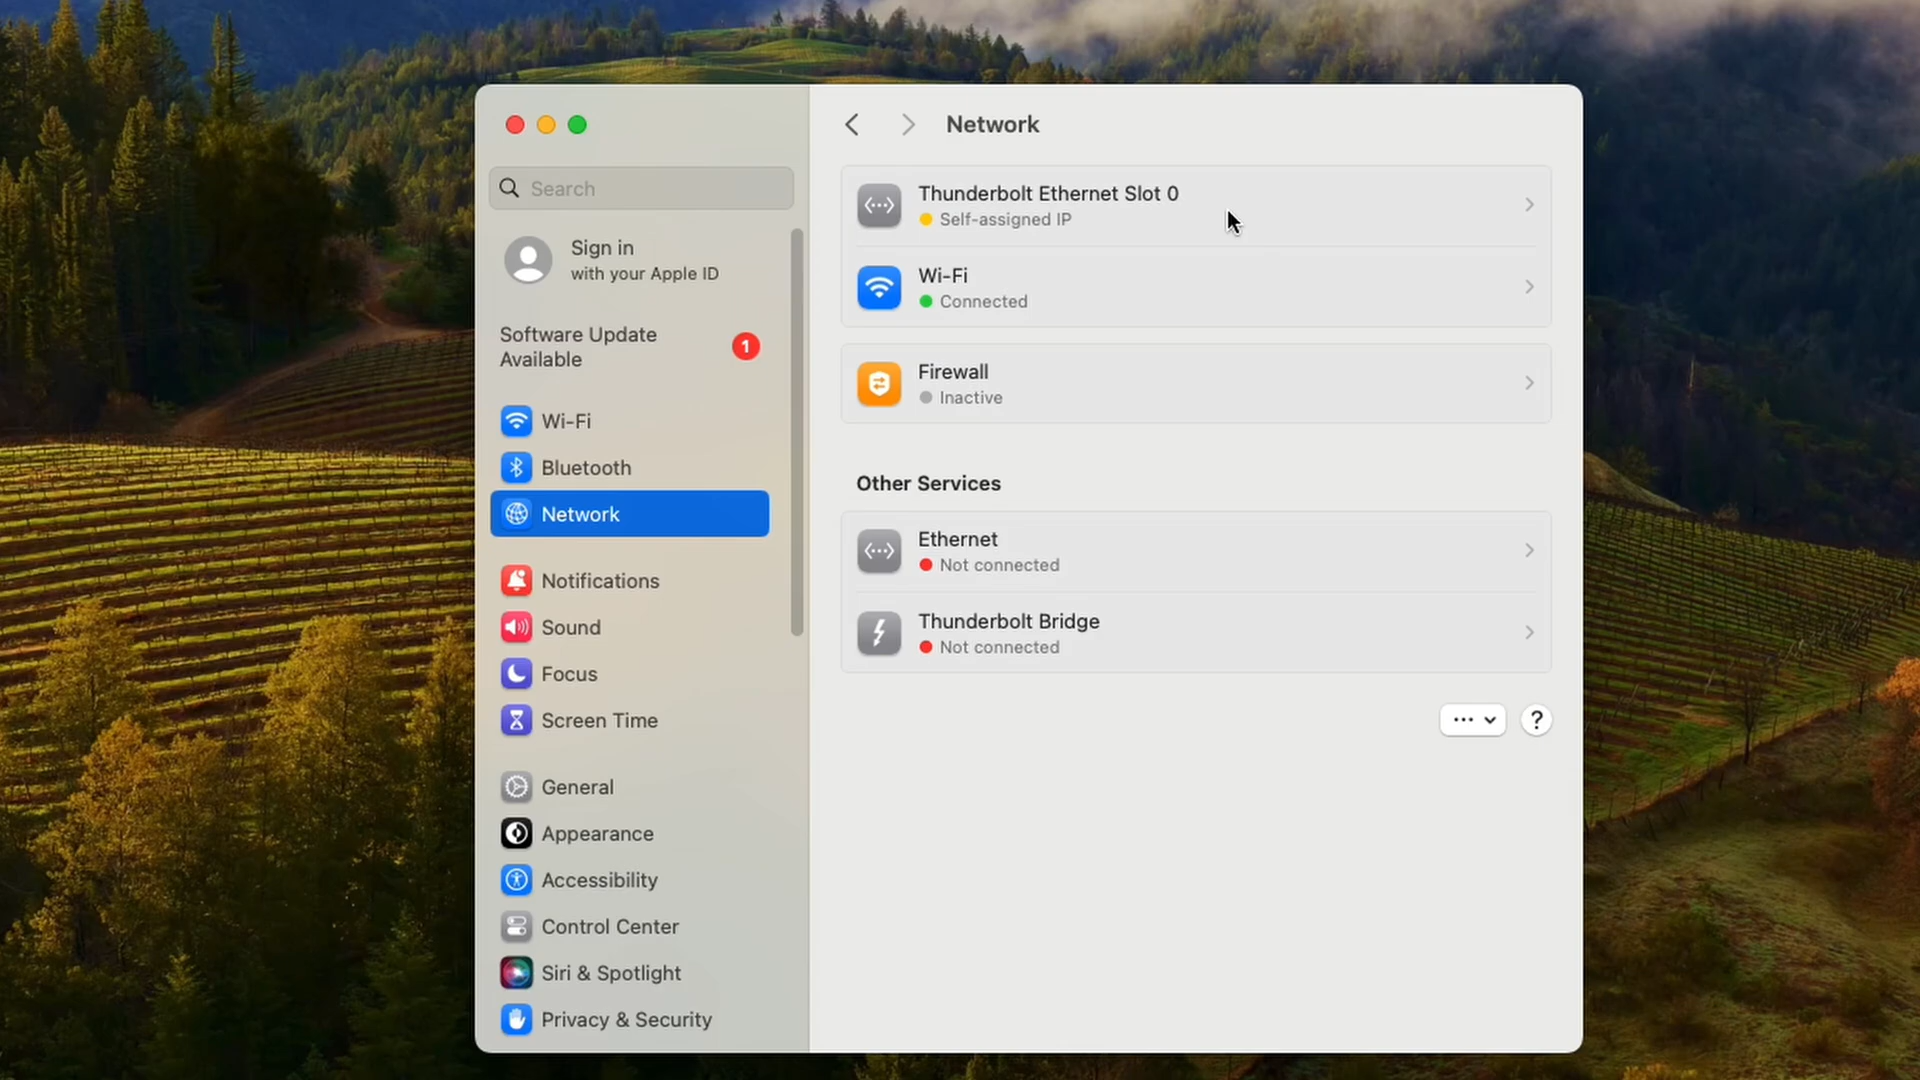 Search
Sign in
with your Apple ID
Software Update
Available
1
Wi-Fi
Bluetooth
Network
Notifications
Sound
Focus
Screen Time
General
Appearance
Accessibility
Control Center
Siri & Spotlight
Privacy & Security
Network
Thunderbolt Ethernet Slot 0
Self-assigned IP
Wi-Fi
Connected
Firewall
Inactive
Other Services
Ethernet
Not connected
Thunderbolt Bridge
Not connected
?